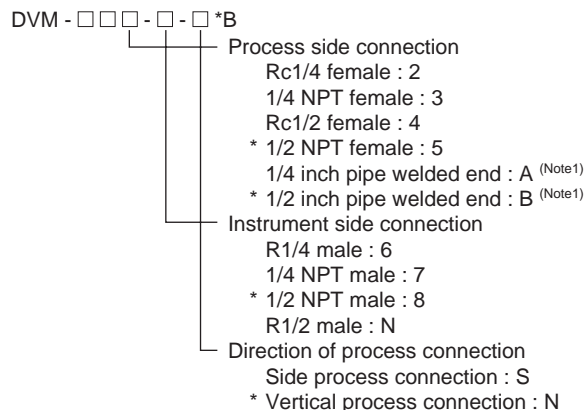 DVM - □ □ □ - □ - □ *B
Process side connection
Rc1/4 female : 2
1/4 NPT female : 3
Rc1/2 female : 4
* 1/2 NPT female : 5
1/4 inch pipe welded end : A (Note1)
* 1/2 inch pipe welded end : B (Note1)
Instrument side connection
R1/4 male : 6
1/4 NPT male : 7
* 1/2 NPT male : 8
R1/2 male : N
Direction of process connection
Side process connection : S
* Vertical process connection : N